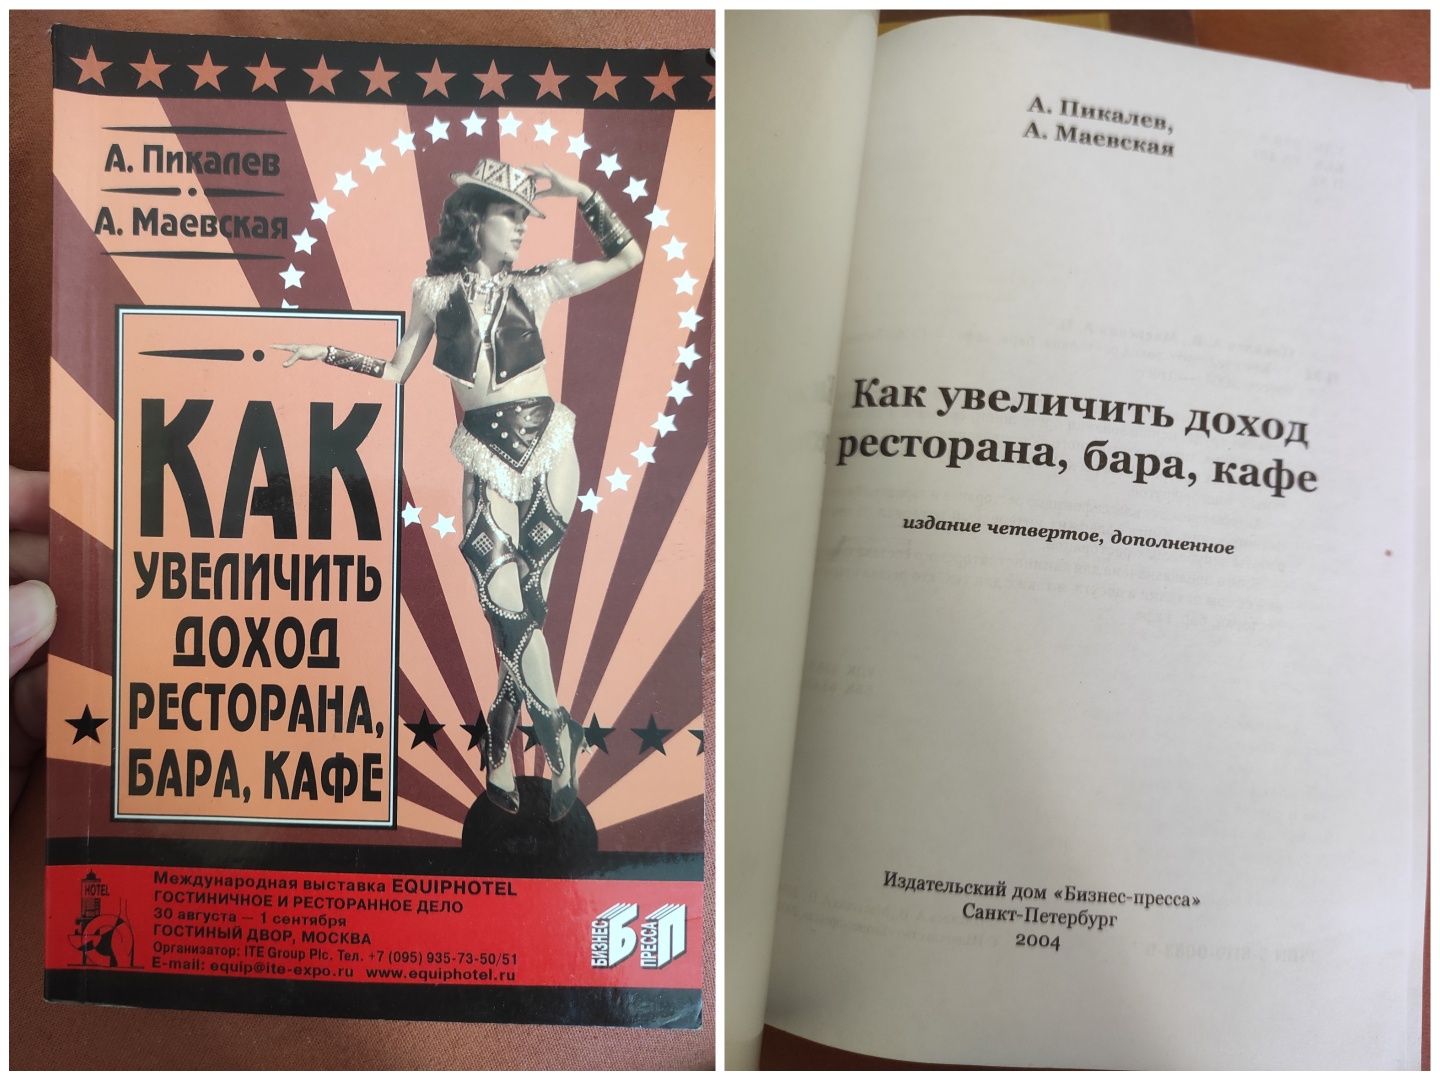 А. Пикалев
А. Маевская
КАК
УВЕЛИЧИТЬ
ДОХОД
РЕСТОРАНА,
БАРА, КАФЕ
HOTEL
Международная выставка EQUIPHOTEL
ГОСТИНИЧНОЕ И РЕСТОРАННОЕ ДЕЛО
30 августа — 1 сентября
ГОСТИНЫЙ ДВОР, МОСКВА
Организатор: ITE Group Plc. Тел. +7 (095) 935-73-50/51
E-mail: equip@ite-expo.ru www.equiphotel.ru
БИЗНЕС
Б
ПРЕССА
П
А. Пикалев,
А. Маевская
Как увеличить доход
ресторана, бара, кафе
издание четвертое, дополненное
Издательский дом «Бизнес-пресса»
Санкт-Петербург
2004